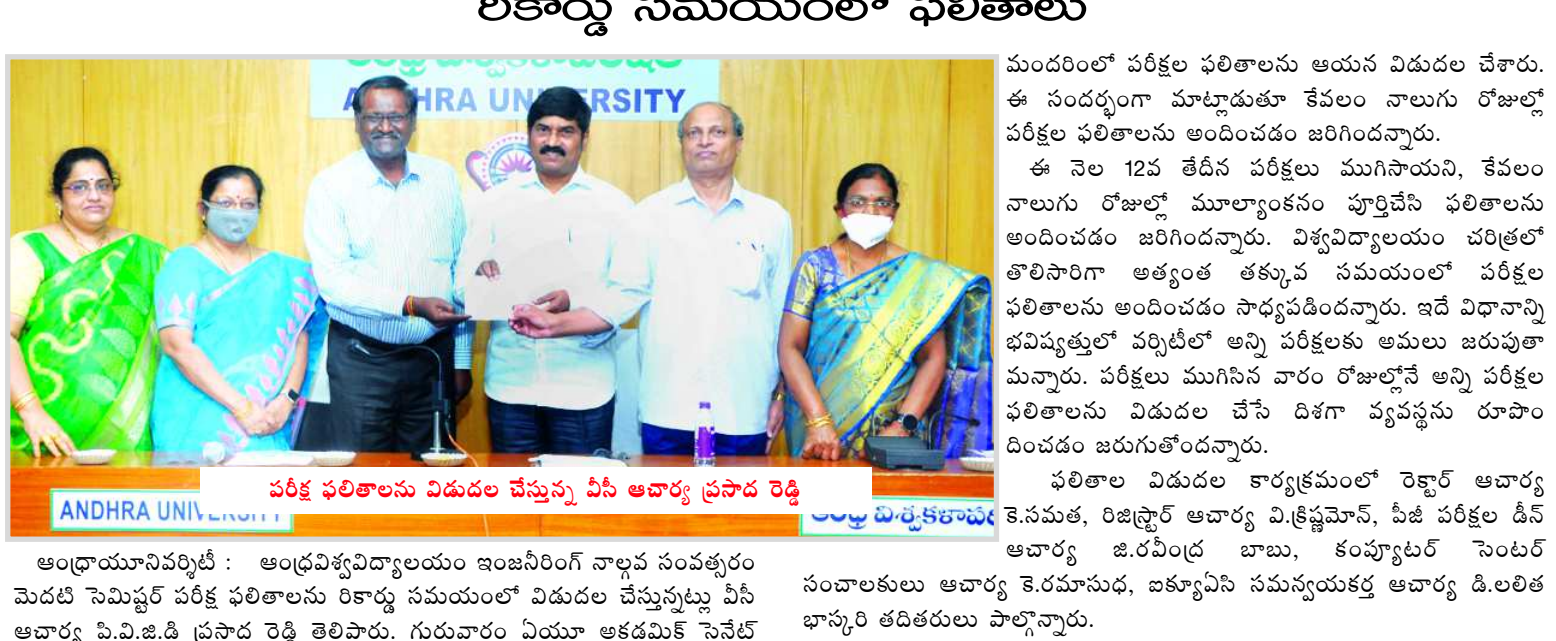 రికార్డు సమయంలో ఫలితాలు
ANDHRA UNIVERSITY
పరీక్ష ఫలితాలను విడుదల చేస్తున్న వీసీ ఆచార్య ప్రసాద రెడ్డి
ANDHRA UNIVERSITY
ఆంధ్రాయూనివర్శిటీ : ఆంధ్రవిశ్వవిద్యాలయం ఇంజనీరింగ్ నాల్గవ సంవత్సరం
మెదటి సెమిష్టర్ పరీక్ష ఫలితాలను రికార్డు సమయంలో విడుదల చేస్తున్నట్లు వీసీ
ఆచార్య పి.వి.జి.డి ప్రసాద రెడ్డి తెలిపారు. గురువారం ఏయూ అకడమిక్ సెనేట్
మందరింలో పరీక్షల ఫలితాలను ఆయన విడుదల చేశారు.
ఈ సందర్భంగా మాట్లాడుతూ కేవలం నాలుగు రోజుల్లో
పరీక్షల ఫలితాలను అందించడం జరిగిందన్నారు.
ఈ నెల 12వ తేదీన పరీక్షలు ముగిసాయని, కేవలం
నాలుగు రోజుల్లో మూల్యాంకనం పూర్తిచేసి ఫలితాలను
అందించడం జరిగిందన్నారు. విశ్వవిద్యాలయం చరిత్రలో
తొలిసారిగా అత్యంత తక్కువ సమయంలో పరీక్షల
ఫలితాలను అందించడం సాధ్యపడిందన్నారు. ఇదే విధానాన్ని
భవిష్యత్తులో వర్సిటీలో అన్ని పరీక్షలకు అమలు జరుపుతా
మన్నారు. పరీక్షలు ముగిసిన వారం రోజుల్లోనే అన్ని పరీక్షల
ఫలితాలను విడుదల చేసే దిశగా వ్యవస్థను రూపొం
దించడం జరుగుతోందన్నారు.
ఫలితాల విడుదల కార్యక్రమంలో రెక్టార్ ఆచార్య
కె.సమత, రిజిస్ట్రార్ ఆచార్య వి.క్రిష్ణమోన్, పీజీ పరీక్షల డీన్
ఆచార్య జి.రవీంద్ర బాబు, కంప్యూటర్ సెంటర్
సంచాలకులు ఆచార్య కె.రమాసుధ, ఐక్యూఏసి సమన్వయకర్త ఆచార్య డి.లలిత
భాస్కరి తదితరులు పాల్గొన్నారు.